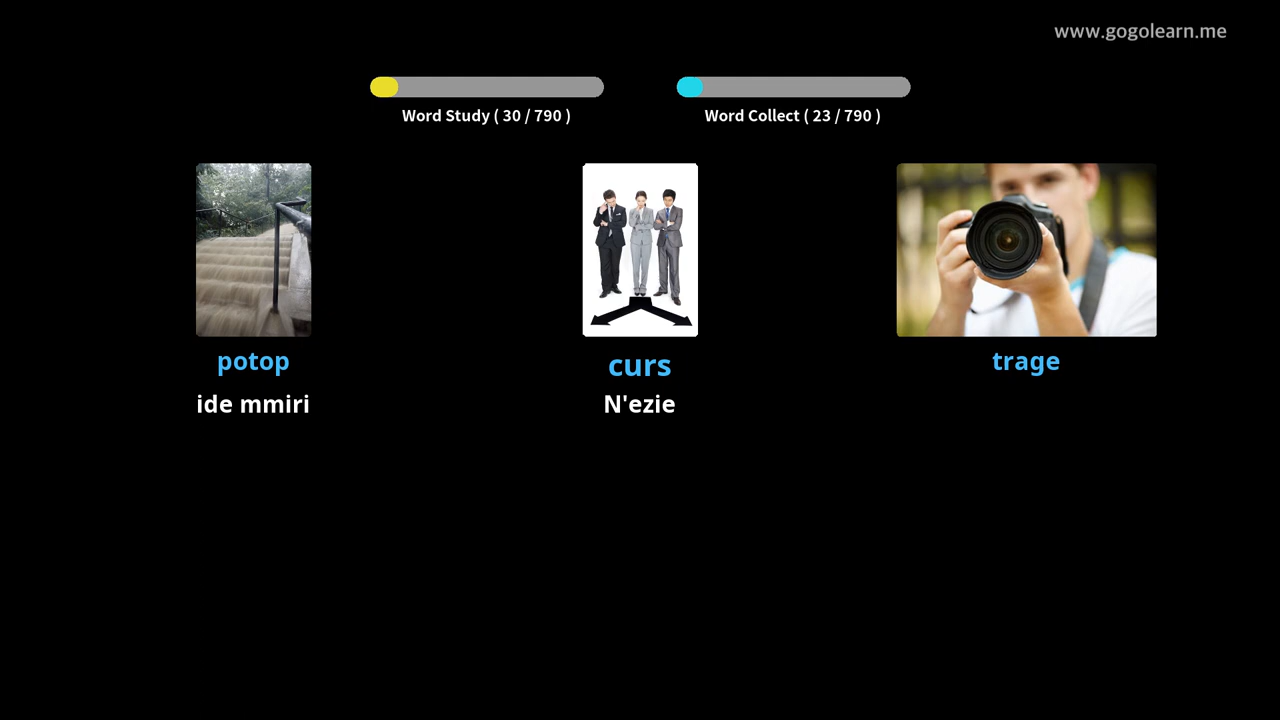 www.gogolearn.me
Word Study ( 30 / 790 )
Word Collect ( 23 / 790 )
potop
curs
trage
ide mmiri
N'ezie